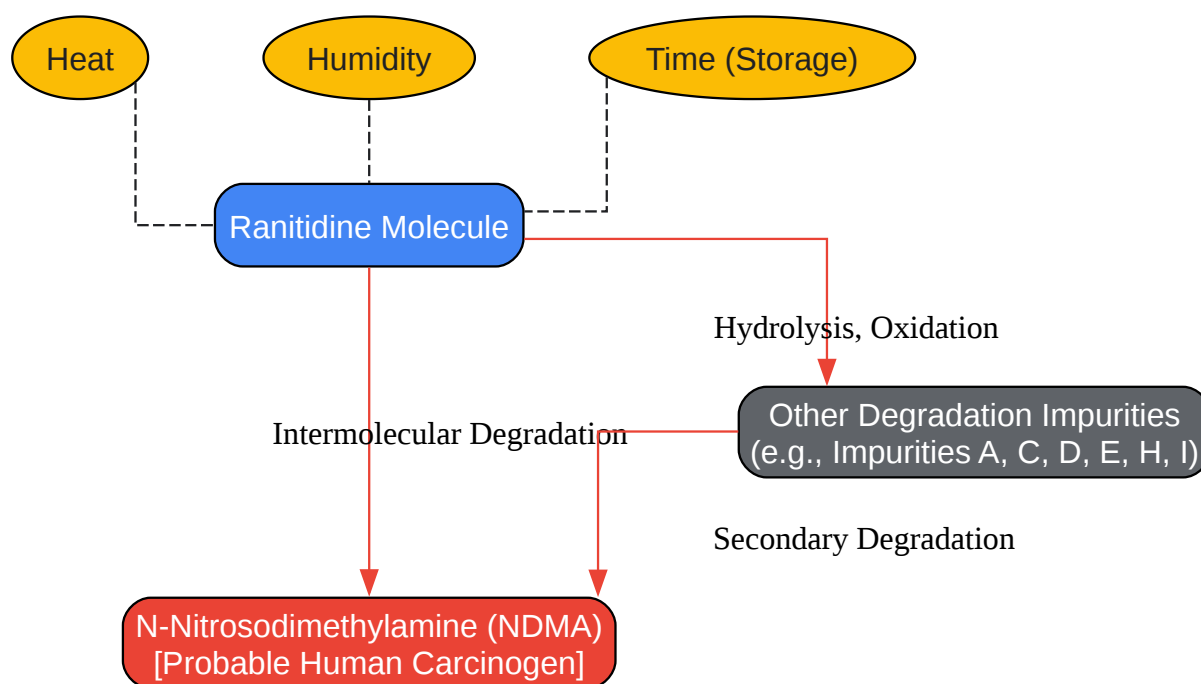 Heat
Humidity
Time (Storage)
Ranitidine Molecule
Hydrolysis, Oxidation
Other Degradation Impurities
(e.g., Impurities A, C, D, E, H, I)
Intermolecular Degradation
Secondary Degradation
N-Nitrosodimethylamine (NDMA)
[Probable Human Carcinogen]